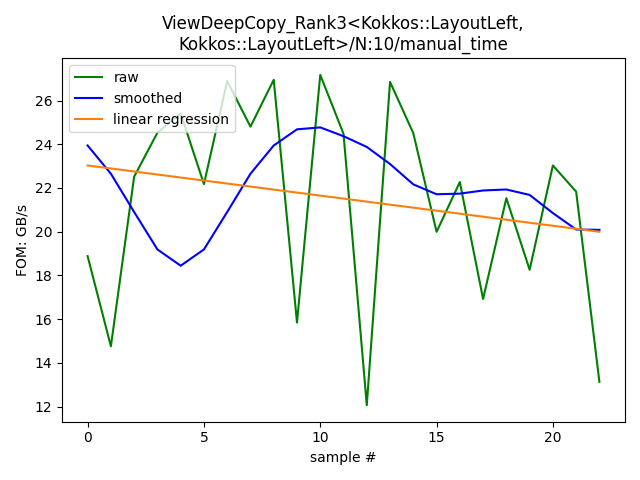 ViewDeepCopy_Rank3<Kokkos::LayoutLeft,
Kokkos::LayoutLeft>/N:10/manual_time
raw
smoothed
linear regression
FOM: GB/s
26
24
22
20
18
16
14
12
0
5
10
15
20
sample #